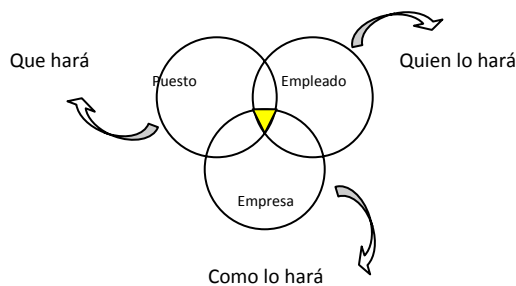 Que hará
Puesto
Empleado
Quien lo hará
Empresa
Como lo hará